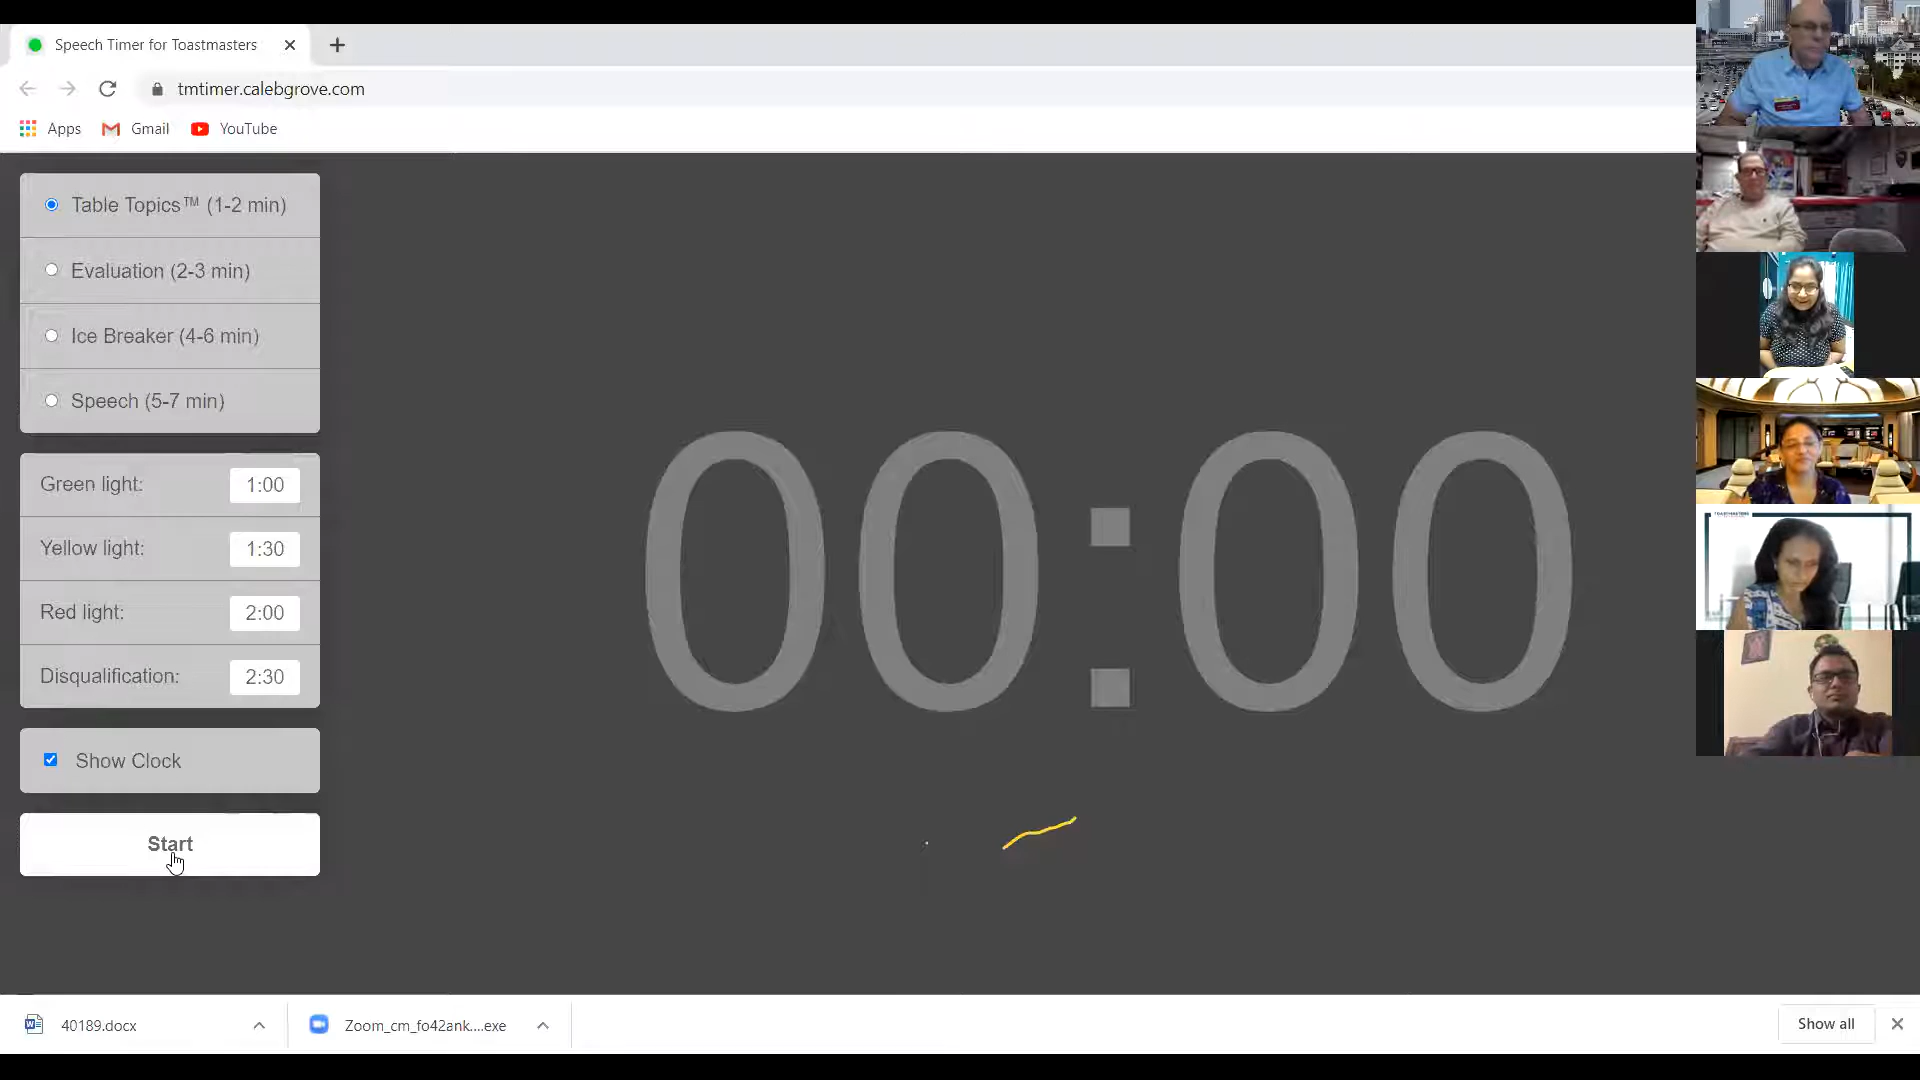 Speech Timer for Toastmasters
tmtimer.calebgrove.com
Apps Gmail YouTube
Table Topics™ (1-2 min)
Evaluation (2-3 min)
Ice Breaker (4-6 min)
Speech (5-7 min)
Green light: 1:00
Yellow light: 1:30
Red light: 2:00
Disqualification: 2:30
Show Clock
Start
00:00
TOASTMASTERS
40189.docx
Zoom_cm_fo42ank....exe
Show all